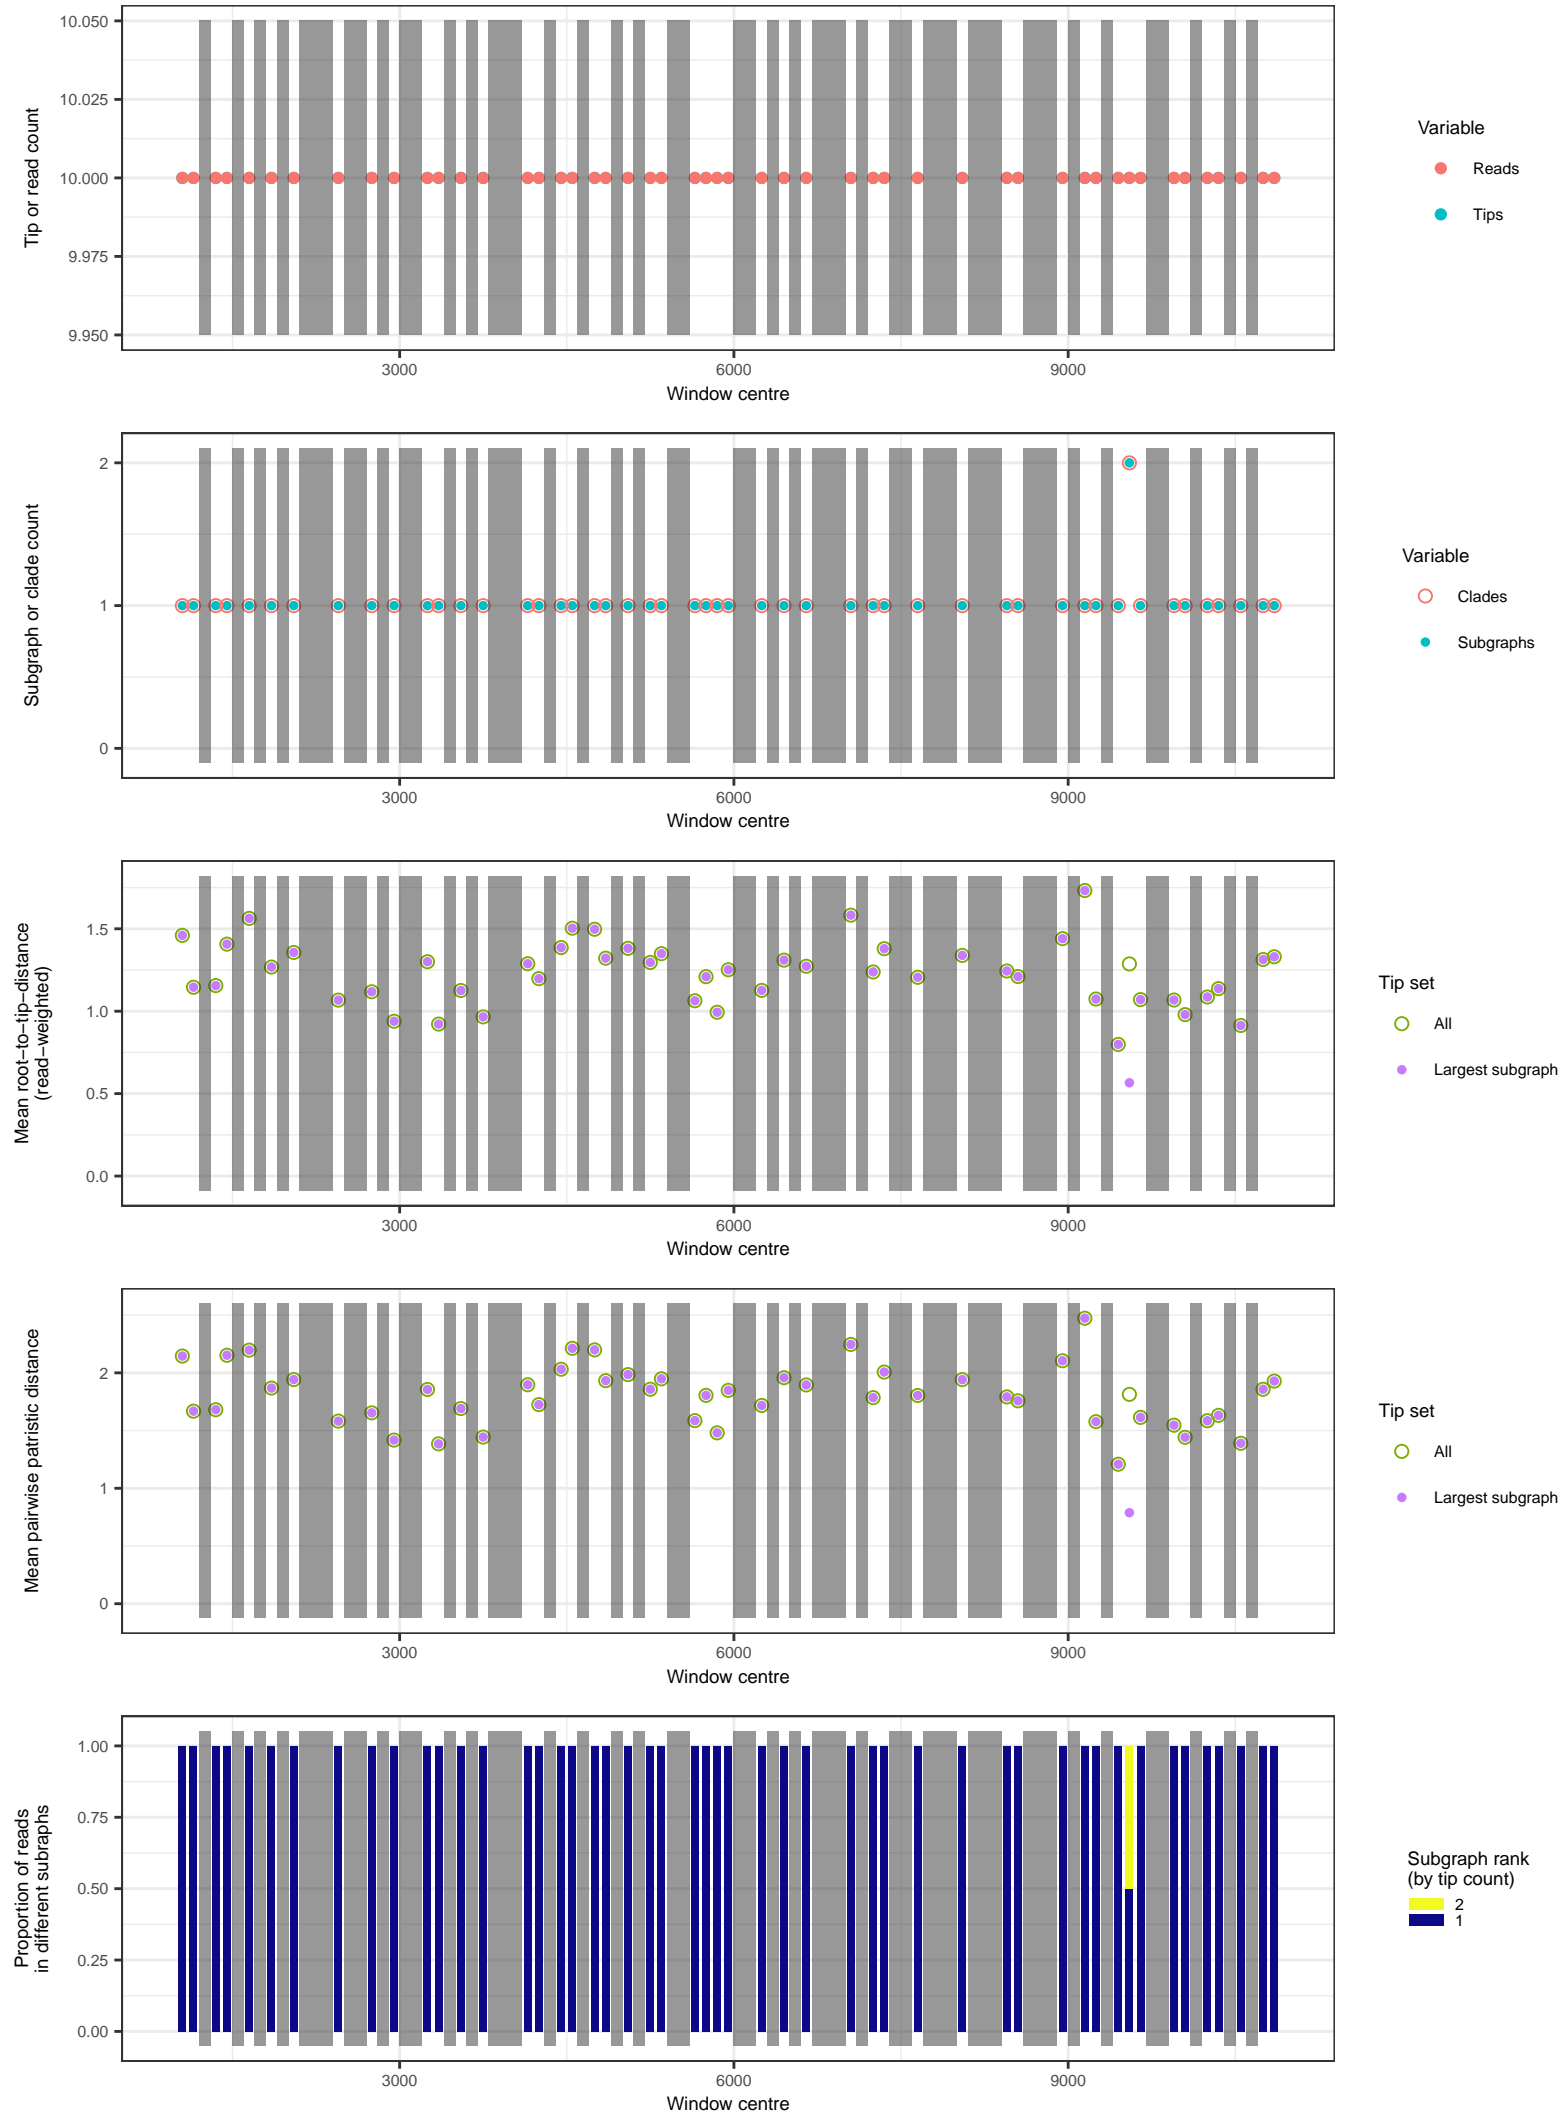 10.050
10.025
10.000
9.975
9.950
Tip or read count
3000
6000
9000
Window centre
Variable
Reads
Tips
2
1
0
Subgraph or clade count
3000
6000
9000
Window centre
Variable
Clades
Subgraphs
1.5
1.0
0.5
0.0
Mean root−to−tip−distance
(read−weighted)
3000
6000
9000
Window centre
Tip set
All
Largest subgraph
2
1
0
Mean pairwise patristic distance
3000
6000
9000
Window centre
Tip set
All
Largest subgraph
1.00
0.75
0.50
0.25
0.00
Proportion of reads
in different subraphs
3000
6000
9000
Window centre
Subgraph rank
(by tip count)
2
1